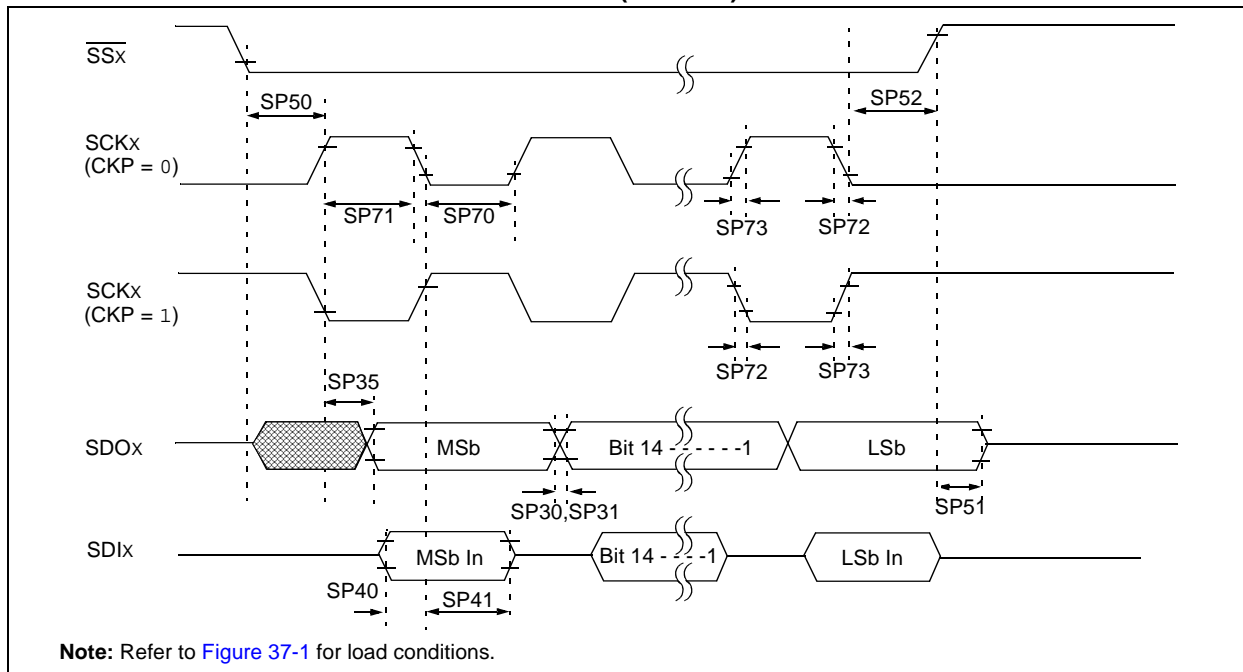 SSX
SP50
SP52
SCKX
(CKP = 0)
SP71
SP70
SP73
SP72
SCKX
(CKP = 1)
SP72
SP73
SP35
SDOX
MSb
Bit 14 - - - - - -1
LSb
SP30,SP31
SP51
SDIX
MSb In
Bit 14 - - - -1
LSb In
SP40
SP41
Note: Refer to Figure 37-1 for load conditions.